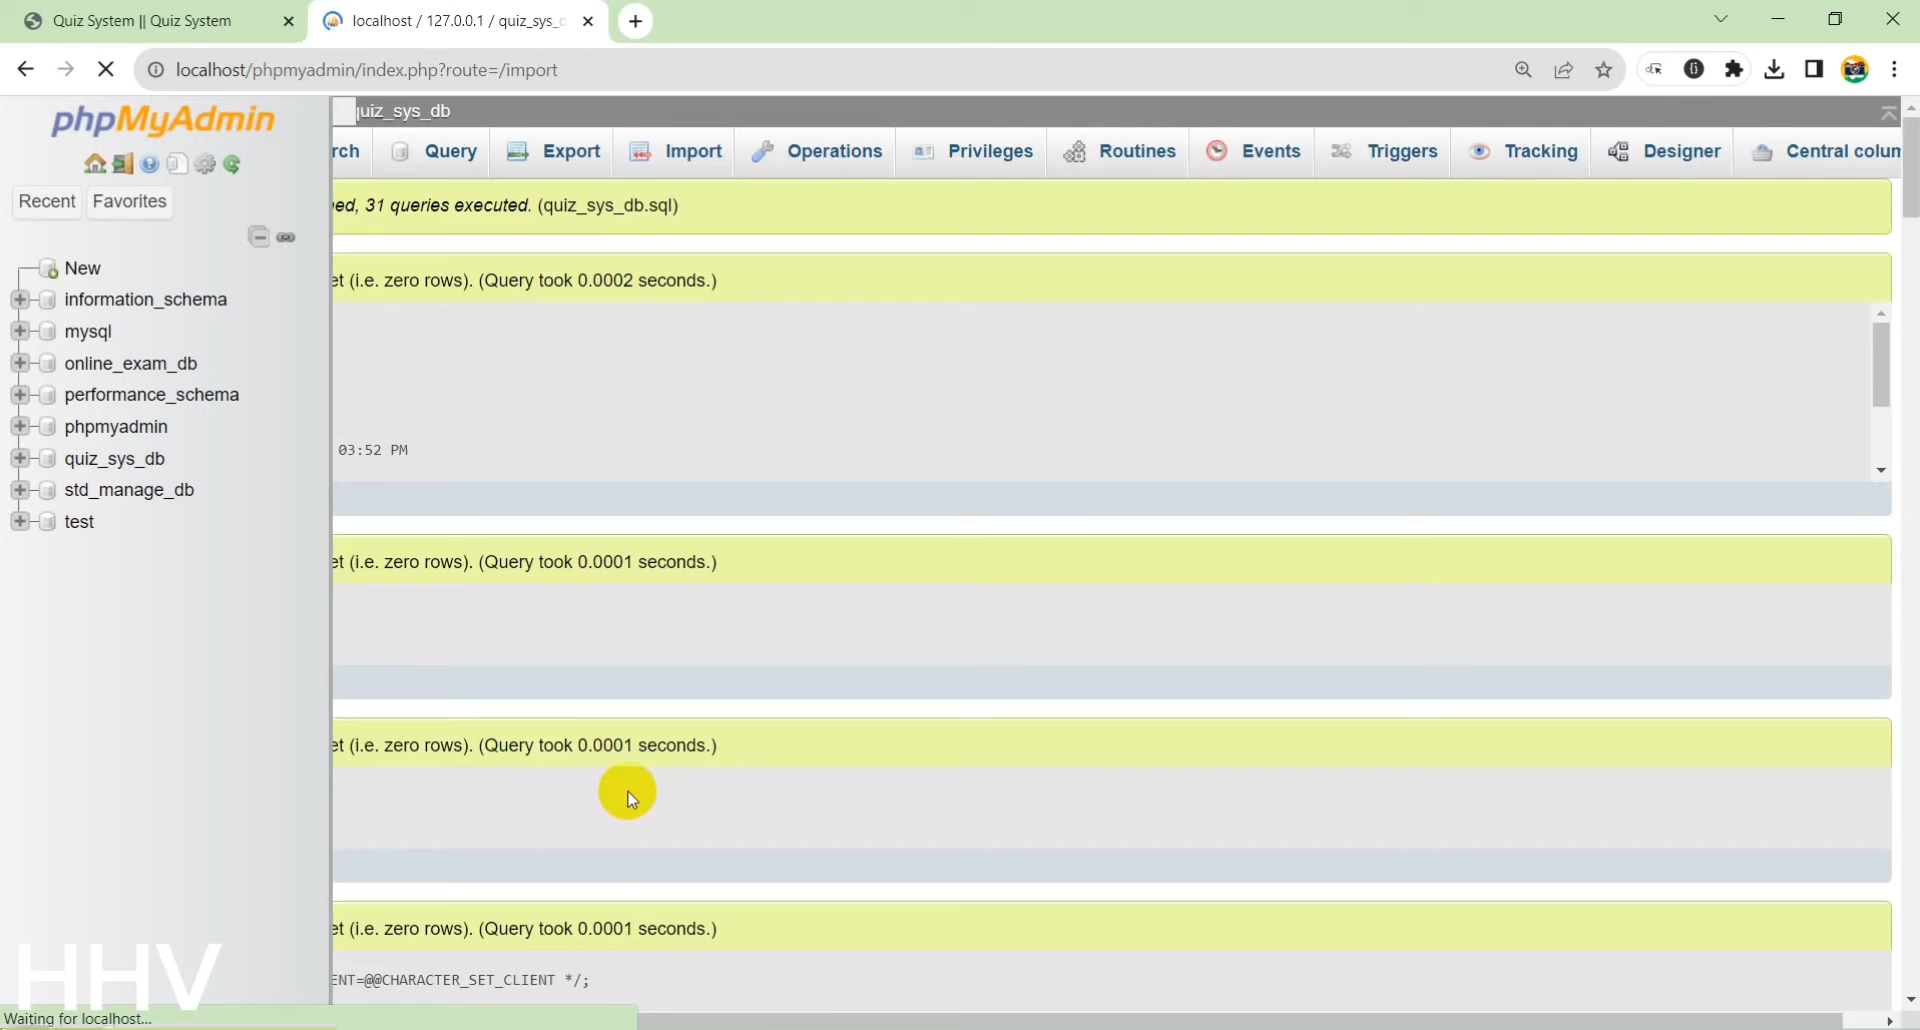 Quiz System || Quiz System
localhost / 127.0.0.1 / quiz_sys_
localhost/phpmyadmin/index.php?route=/import
phpMyAdmin
quiz_sys_db
rch Query Export Import Operations Privileges Routines Events Triggers Tracking Designer Central colum
Recent Favorites
ed, 31 queries executed. (quiz_sys_db.sql)
New
et (i.e. zero rows). (Query took 0.0002 seconds.)
information_schema
mysql
online_exam_db
performance_schema
phpmyadmin
03:52 PM
quiz_sys_db
std_manage_db
test
et (i.e. zero rows). (Query took 0.0001 seconds.)
et (i.e. zero rows). (Query took 0.0001 seconds.)
et (i.e. zero rows). (Query took 0.0001 seconds.)
ENT=@@CHARACTER_SET_CLIENT */;
HHV
Waiting for localhost...